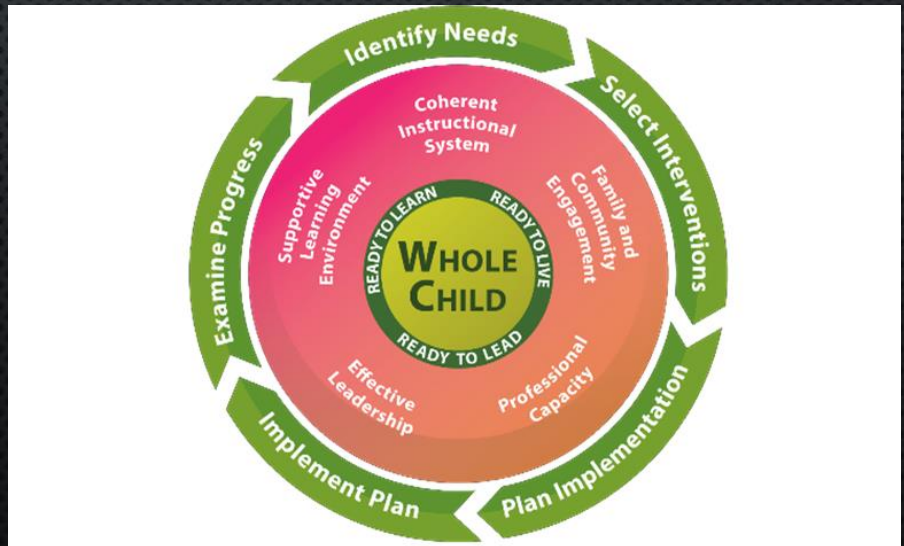 Identify Needs
Select Interventions
Plan Implementation
Implement Plan
Examine Progress
Coherent
Instructional
System
Family and
Community
Engagement
Professional
Capacity
Effective
Leadership
Supportive
Learning
Environment
READY TO LEARN
READY TO LIVE
READY TO LEAD
WHOLE
CHILD